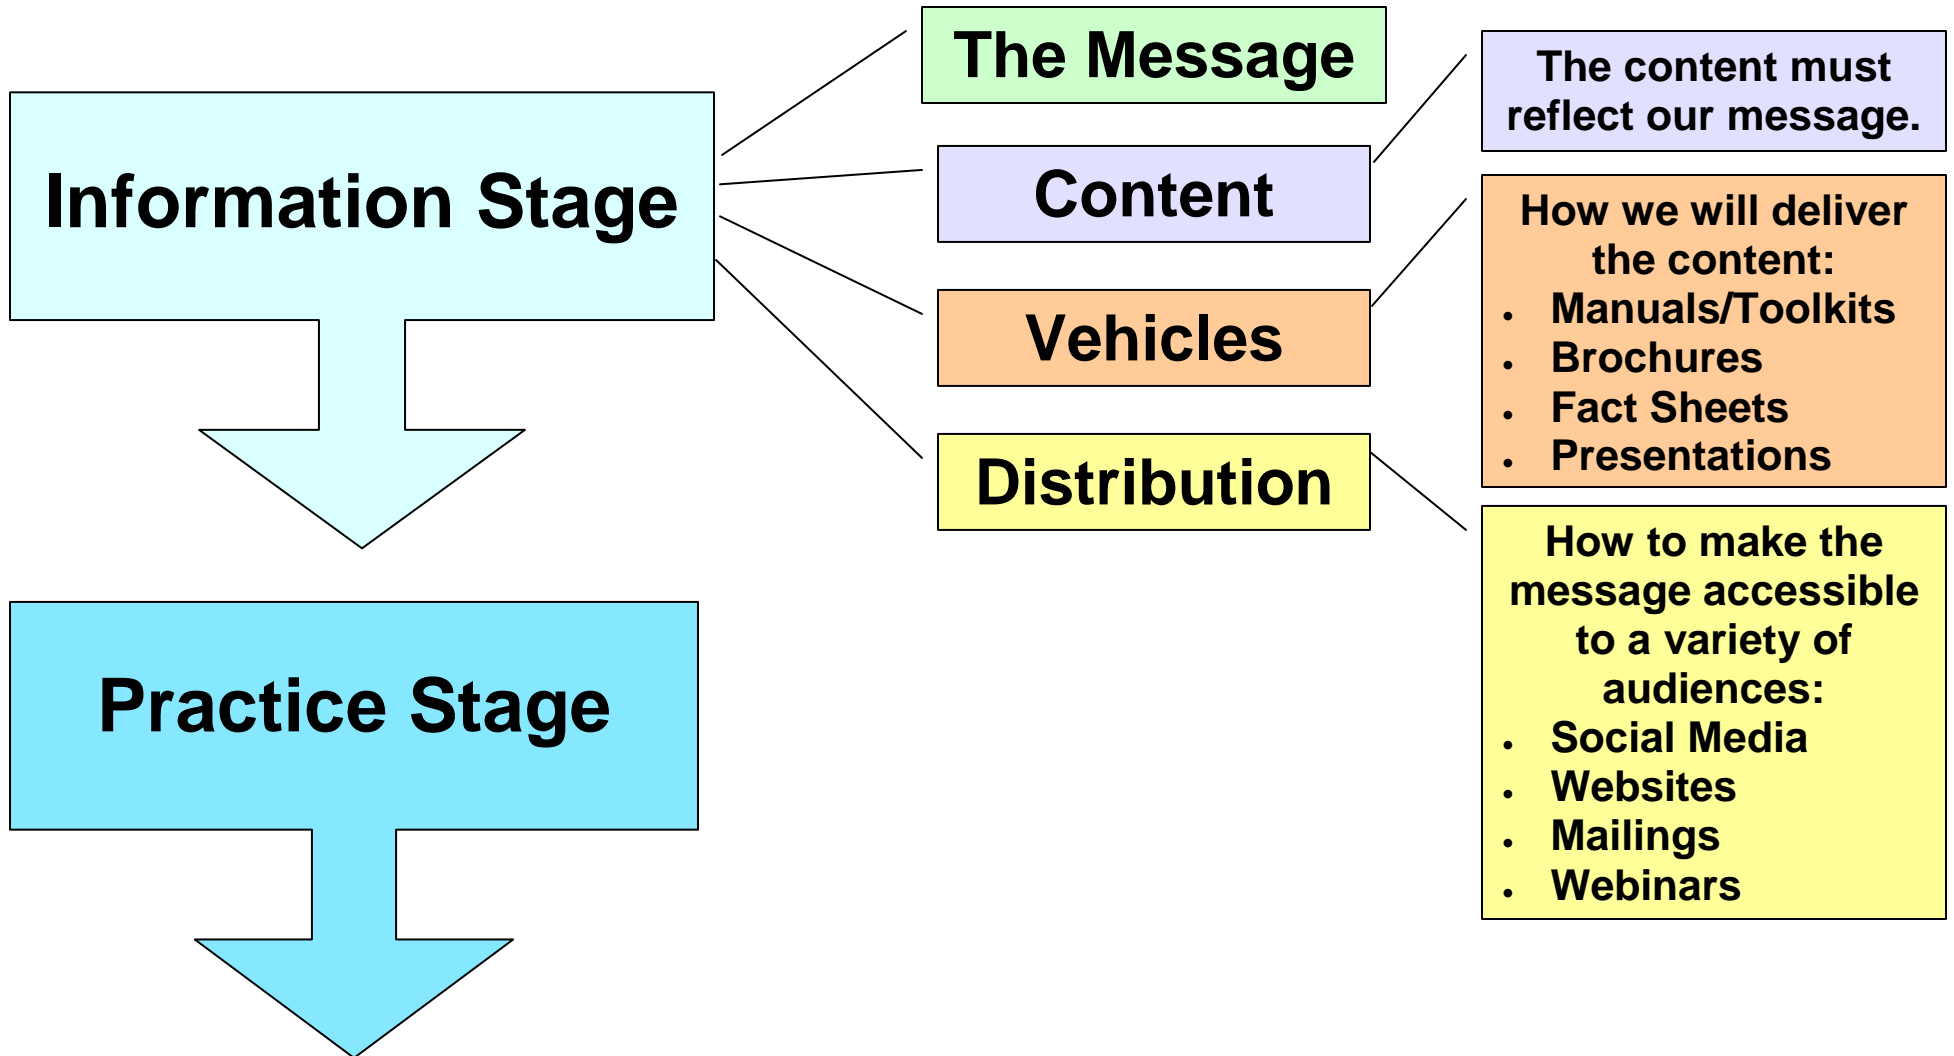 Information Stage
The Message
Content
Vehicles
Distribution
The content must
reflect our message.
How we will deliver
the content:
• Manuals/Toolkits
• Brochures
• Fact Sheets
• Presentations
How to make the
message accessible
to a variety of
audiences:
• Social Media
• Websites
• Mailings
• Webinars
Practice Stage